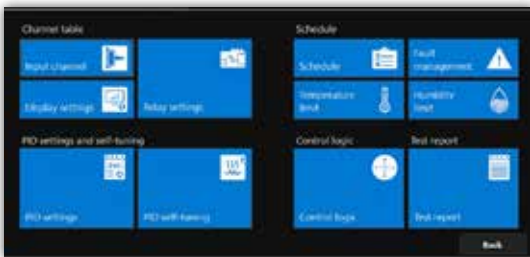 Channel table
Schedule
Input channel
Display settings
Relay settings
Schedule
Fault
management
Temperature
limit
Humidity
limit
PID settings and self-tuning
Control logic
Test report
PID settings
PID self-tuning
Control logic
Test report
Back